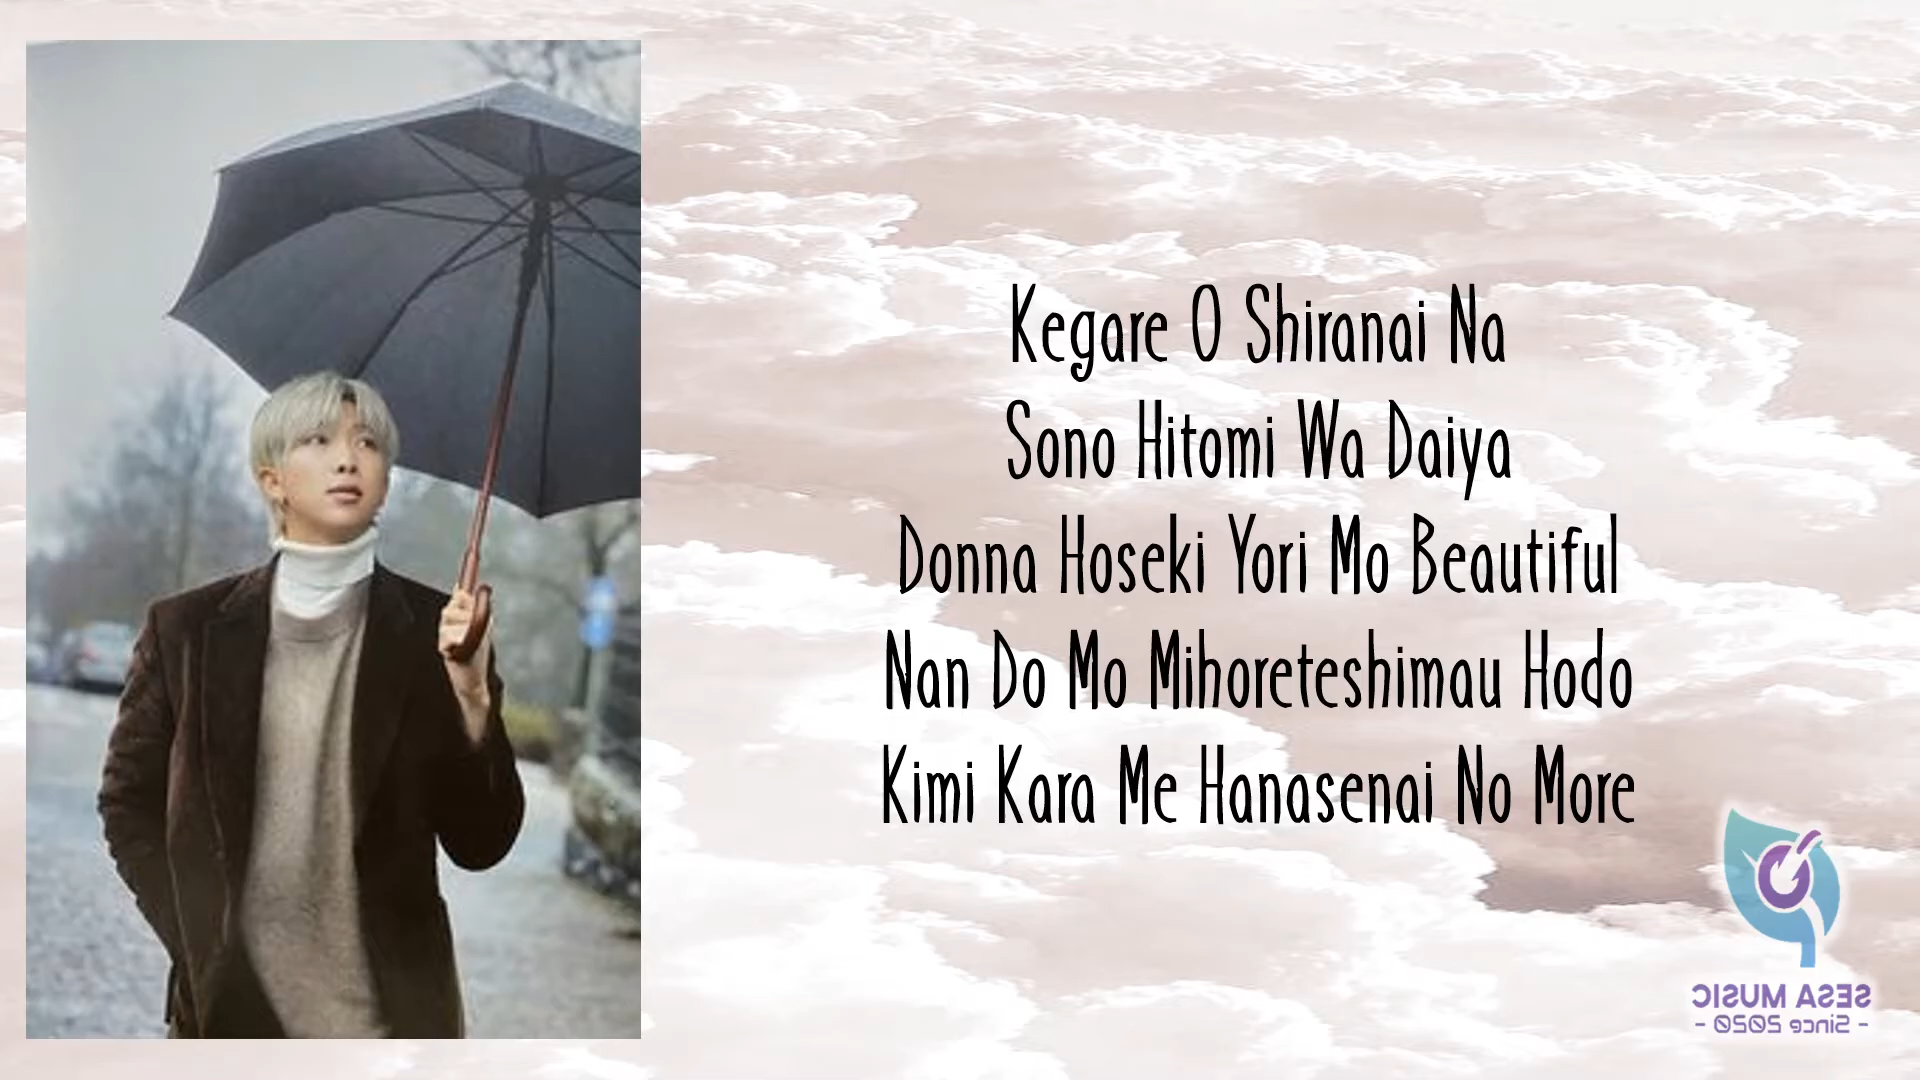 Kegare O Shiranai Na
Sono Hitomi Wa Daiya
Donna Hoseki Yori Mo Beautiful
Nan Do Mo Mihoreteshimau Hodo
Kimi Kara Me Hanasenai No More
SESA MUSIC
- Since 2020 -